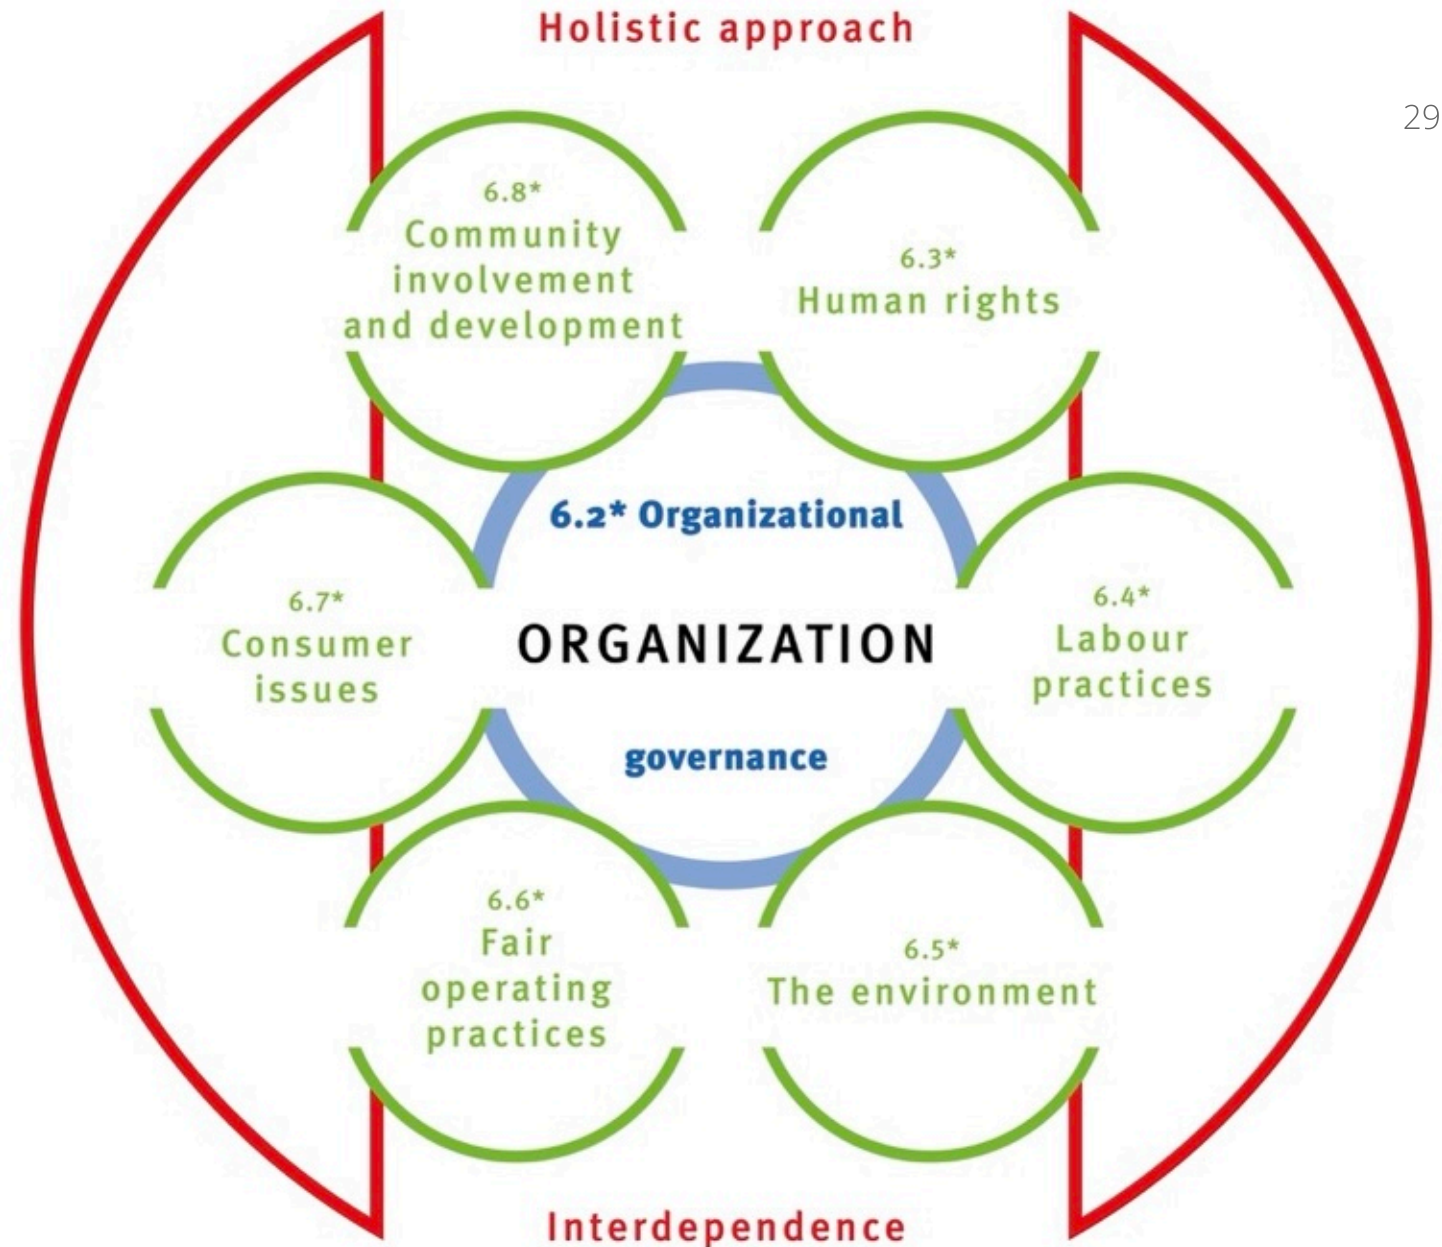 Holistic approach
29
6.8*
Community
involvement
and development
6.3*
Human rights
6.2* Organizational
6.7*
Consumer
issues
ORGANIZATION
6.4*
Labour
practices
governance
6.6*
Fair
operating
practices
6.5*
The environment
Interdependence